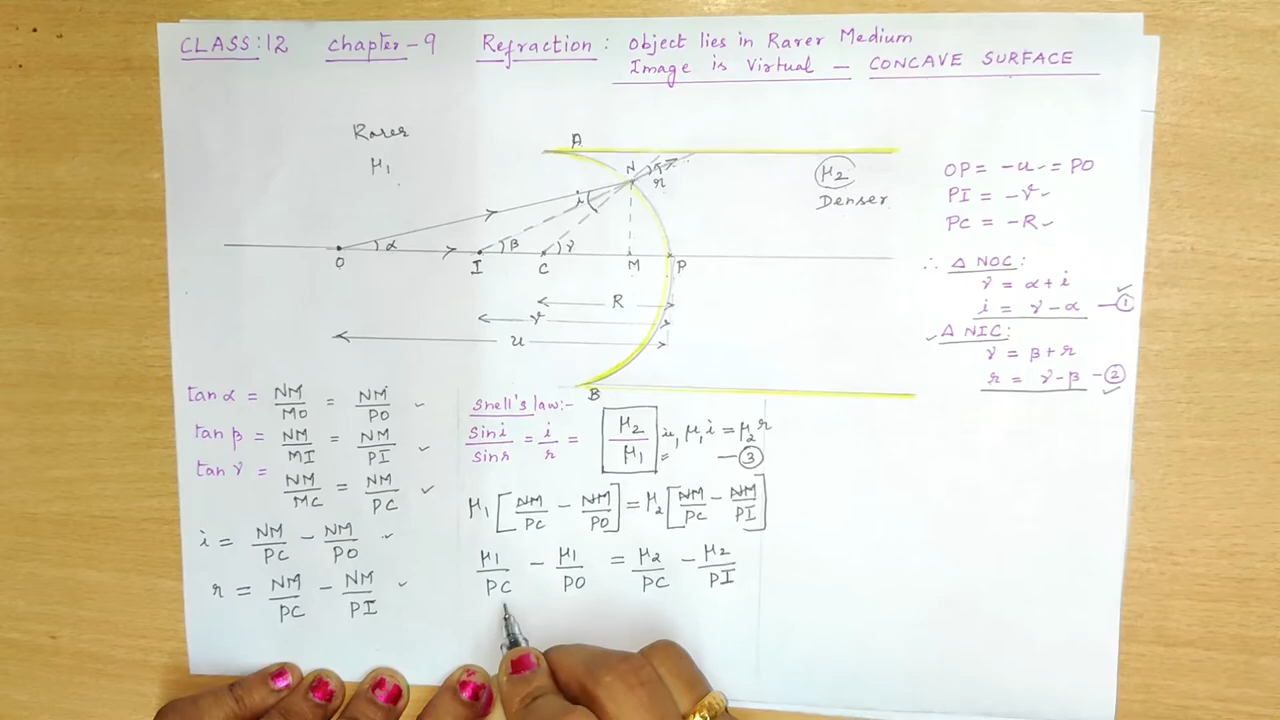 CLASS:12 chapter-9 Refraction: object lies in Rarer Medium
Image is Virtual — CONCAVE SURFACE
Rarer
μ1
A
N
r
i
μ2
Denser
α
β
γ
O I C M P
R
v
u
B
OP = -u = PO
PI = -v
PC = -R
∴ Δ NOC:
γ = α + i
i = γ - α —①
Δ NIC:
γ = β + r
r = γ - β —②
tan α = NM/MO = NM/PO
tan β = NM/MI = NM/PI
tan γ = NM/MC = NM/PC
i = NM/PC - NM/PO
r = NM/PC - NM/PI
Snell's law:-
sin i/sin r = i/r = μ2/μ1 ie, μ1 i = μ2 r —③
μ1 [NM/PC - NM/PO] = μ2 [NM/PC - NM/PI]
μ1/PC - μ1/PO = μ2/PC - μ2/PI